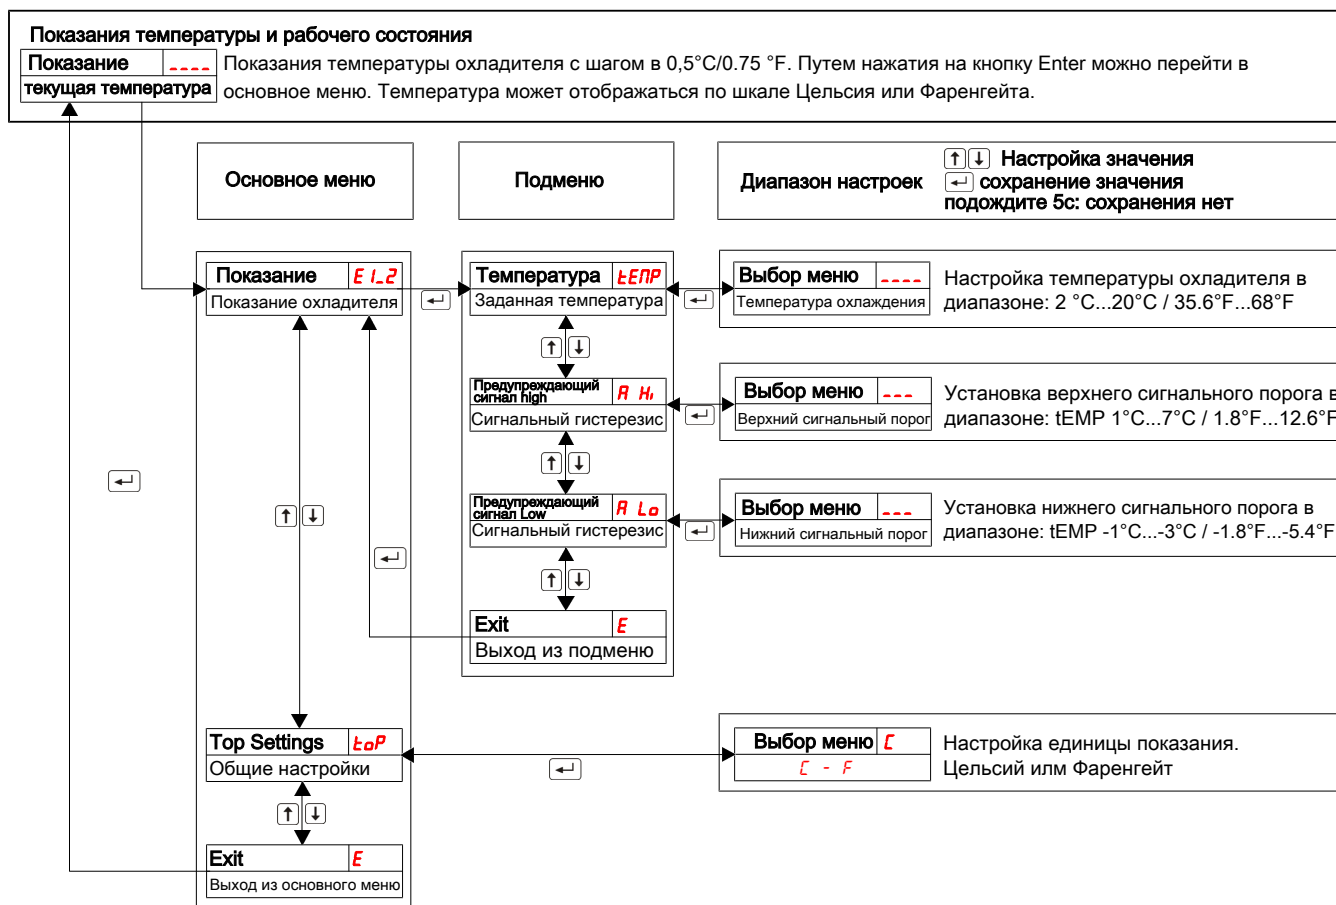 Показания температуры и рабочего состояния
Показание ----
текущая температура
Показания температуры охладителя с шагом в 0,5°C/0.75 °F. Путем нажатия на кнопку Enter можно перейти в
основное меню. Температура может отображаться по шкале Цельсия или Фаренгейта.
Основное меню
Подменю
Диапазон настроек
↑ ↓ Настройка значения
↵ сохранение значения
подождите 5с: сохранения нет
Показание E1_2
Показание охладителя
↵
Температура tEMP
Заданная температура
↵
Выбор меню ----
Температура охлаждения
Настройка температуры охладителя в
диапазоне: 2 °C...20°C / 35.6°F...68°F
↑ ↓
Предупреждающий
сигнал high
A Hi
Сигнальный гистерезис
↵
Выбор меню ---
Верхний сигнальный порог
Установка верхнего сигнального порога в
диапазоне: tEMP 1°C...7°C / 1.8°F...12.6°F
↵
↑ ↓
↑ ↓
Предупреждающий
сигнал Low
A Lo
Сигнальный гистерезис
↵
Выбор меню ---
Нижний сигнальный порог
Установка нижнего сигнального порога в
диапазоне: tEMP -1°C...-3°C / -1.8°F...-5.4°F
↵
↑ ↓
Exit E
Выход из подменю
Top Settings toP
Общие настройки
↵
Выбор меню C
C - F
Настройка единицы показания.
Цельсий илм Фаренгейт
↑ ↓
Exit E
Выход из основного меню